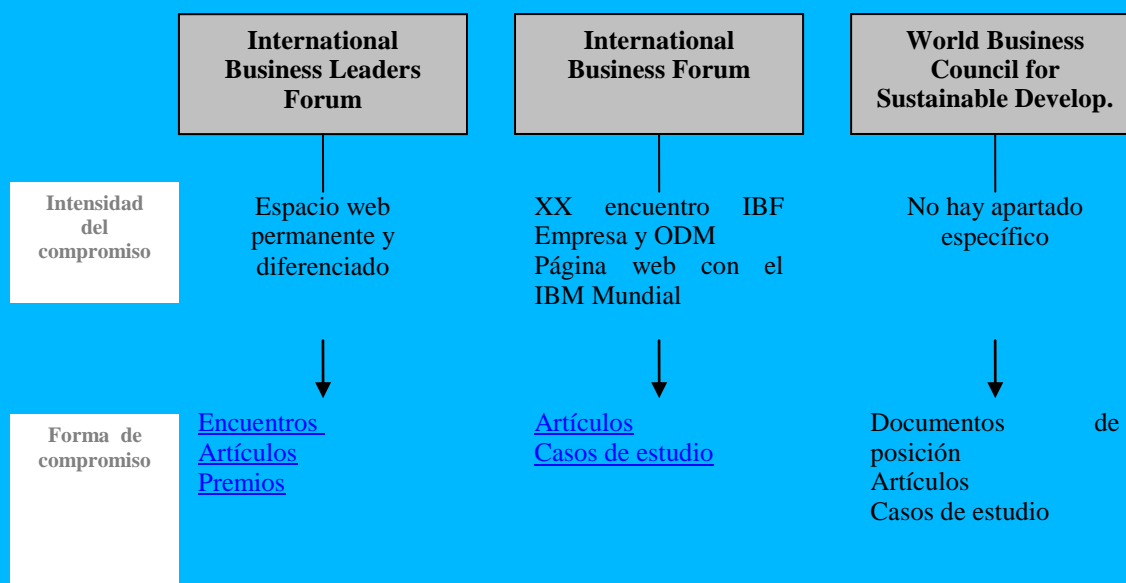 International
Business Leaders
Forum
International
Business Forum
World Business
Council for
Sustainable Develop.
Intensidad
del
compromiso
Espacio web
permanente y
diferenciado
XX encuentro IBF
Empresa y ODM
Página web con el
IBM Mundial
No hay apartado
específico
Forma de
compromiso
Encuentros
Artículos
Premios
Artículos
Casos de estudio
Documentos de
posición
Artículos
Casos de estudio